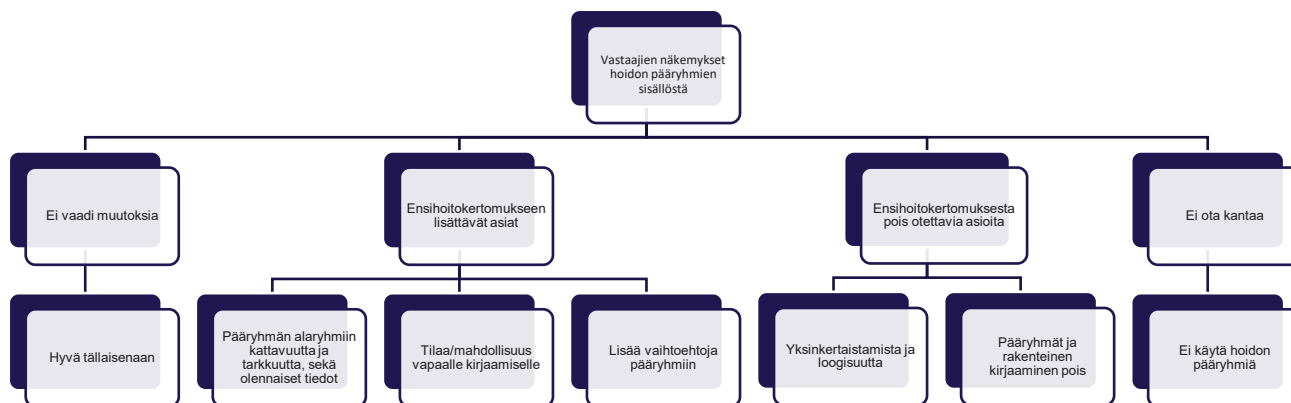 Vastaajien näkemykset
hoidon pääryhmien
sisällöstä
Ei vaadi muutoksia
Ensihoitokertomukseen
lisättävät asiat
Ensihoitokertomuksesta
pois otettavia asioita
Ei ota kantaa
Hyvä tällaisenaan
Pääryhmän alaryhmiin
kattavuutta ja
tarkkuutta, sekä
olennaiset tiedot
Tilaa/mahdollisuus
vapaalle kirjaamiselle
Lisää vaihtoehtoja
pääryhmiin
Yksinkertaistamista ja
loogisuutta
Pääryhmät ja
rakenteinen
kirjaaminen pois
Ei käytä hoidon
pääryhmiä